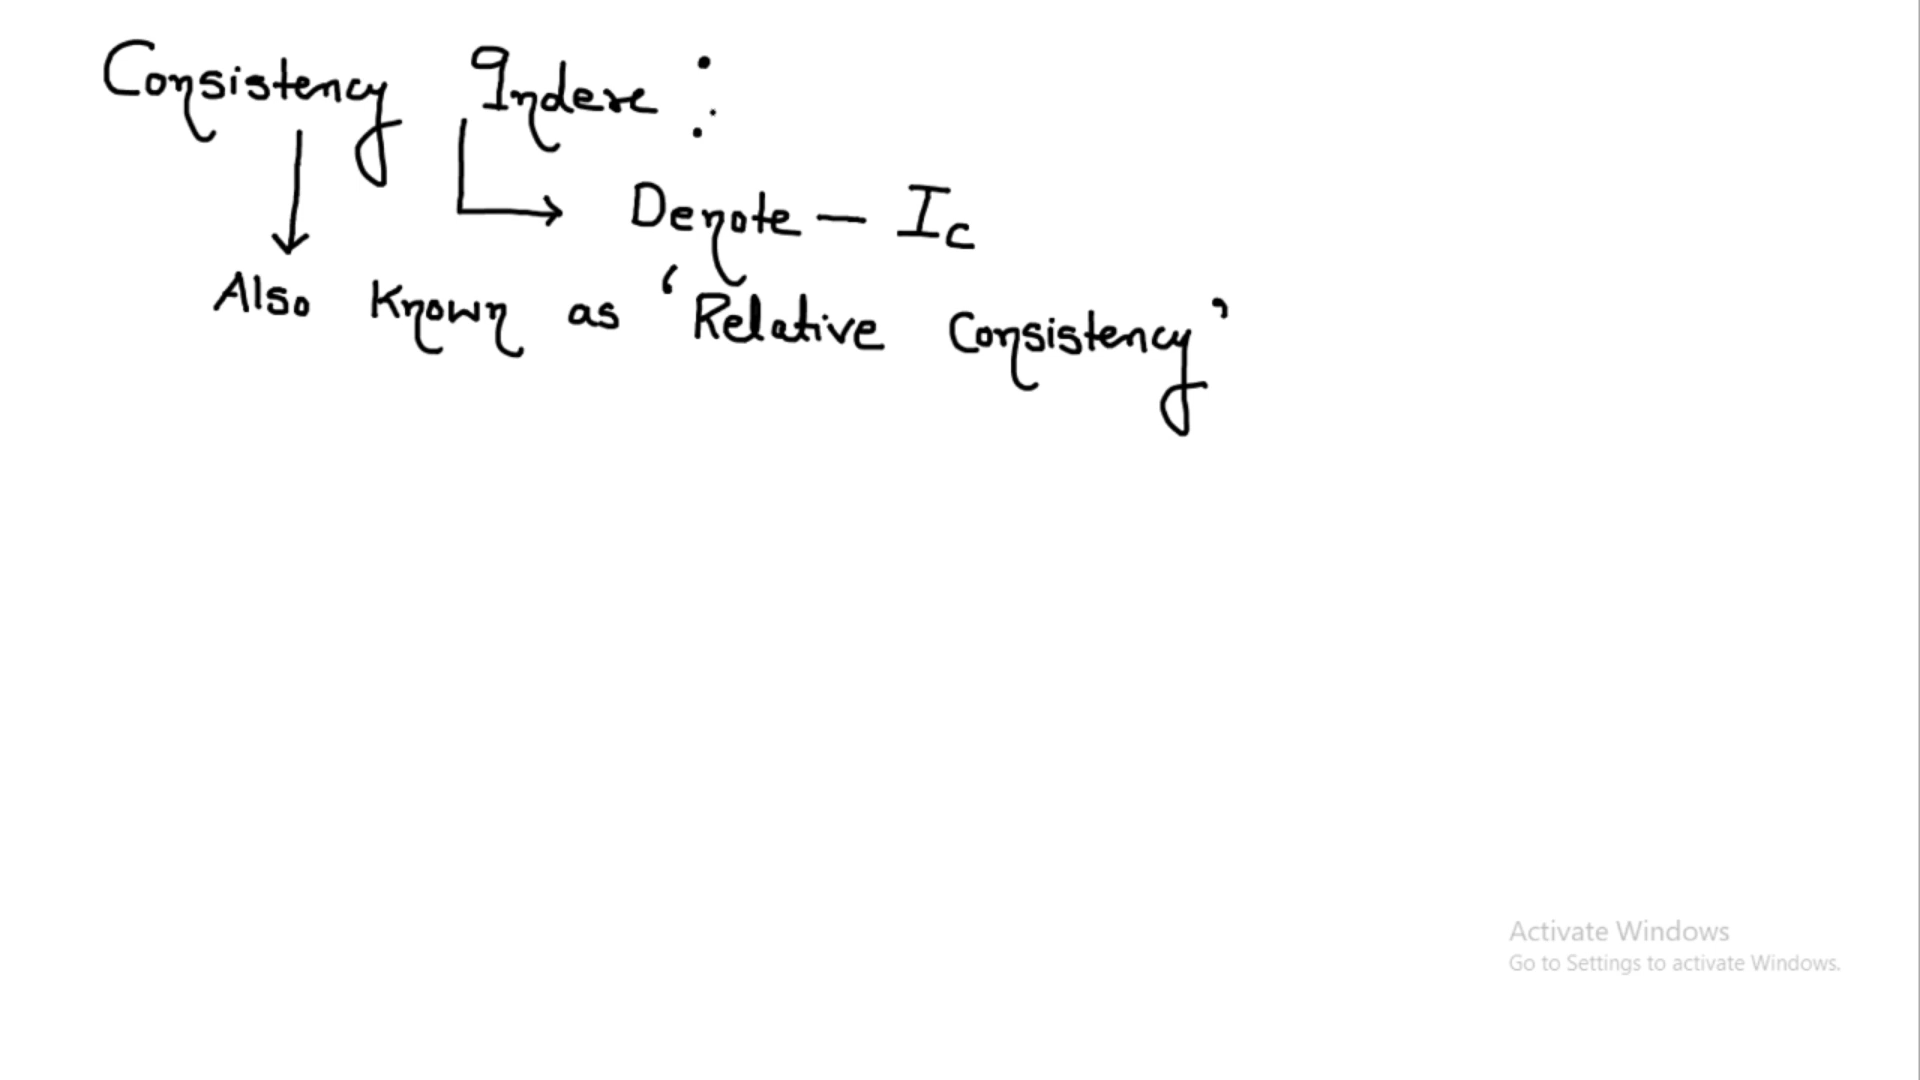 Consistency Index :
Denote — Ic
Also Known as 'Relative Consistency'
Activate Windows
Go to Settings to activate Windows.